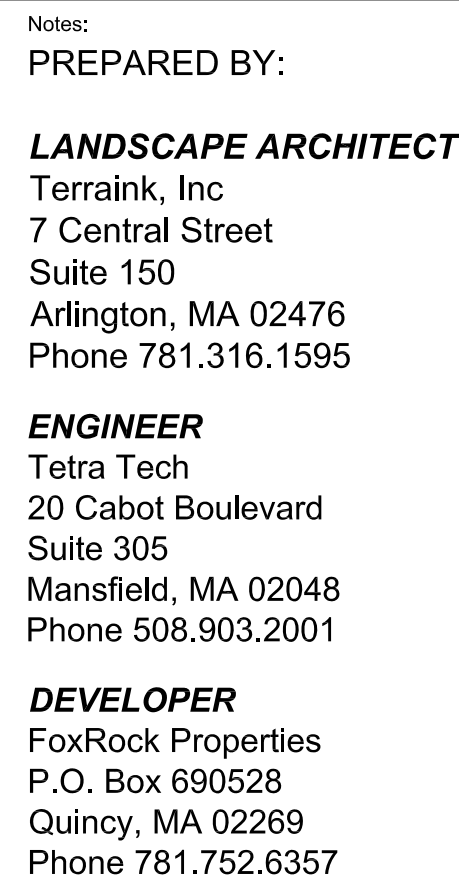 Notes:
PREPARED BY:
LANDSCAPE ARCHITECT
Terraink, Inc
7 Central Street
Suite 150
Arlington, MA 02476
Phone 781.316.1595
ENGINEER
Tetra Tech
20 Cabot Boulevard
Suite 305
Mansfield, MA 02048
Phone 508.903.2001
DEVELOPER
FoxRock Properties
P.O. Box 690528
Quincy, MA 02269
Phone 781.752.6357